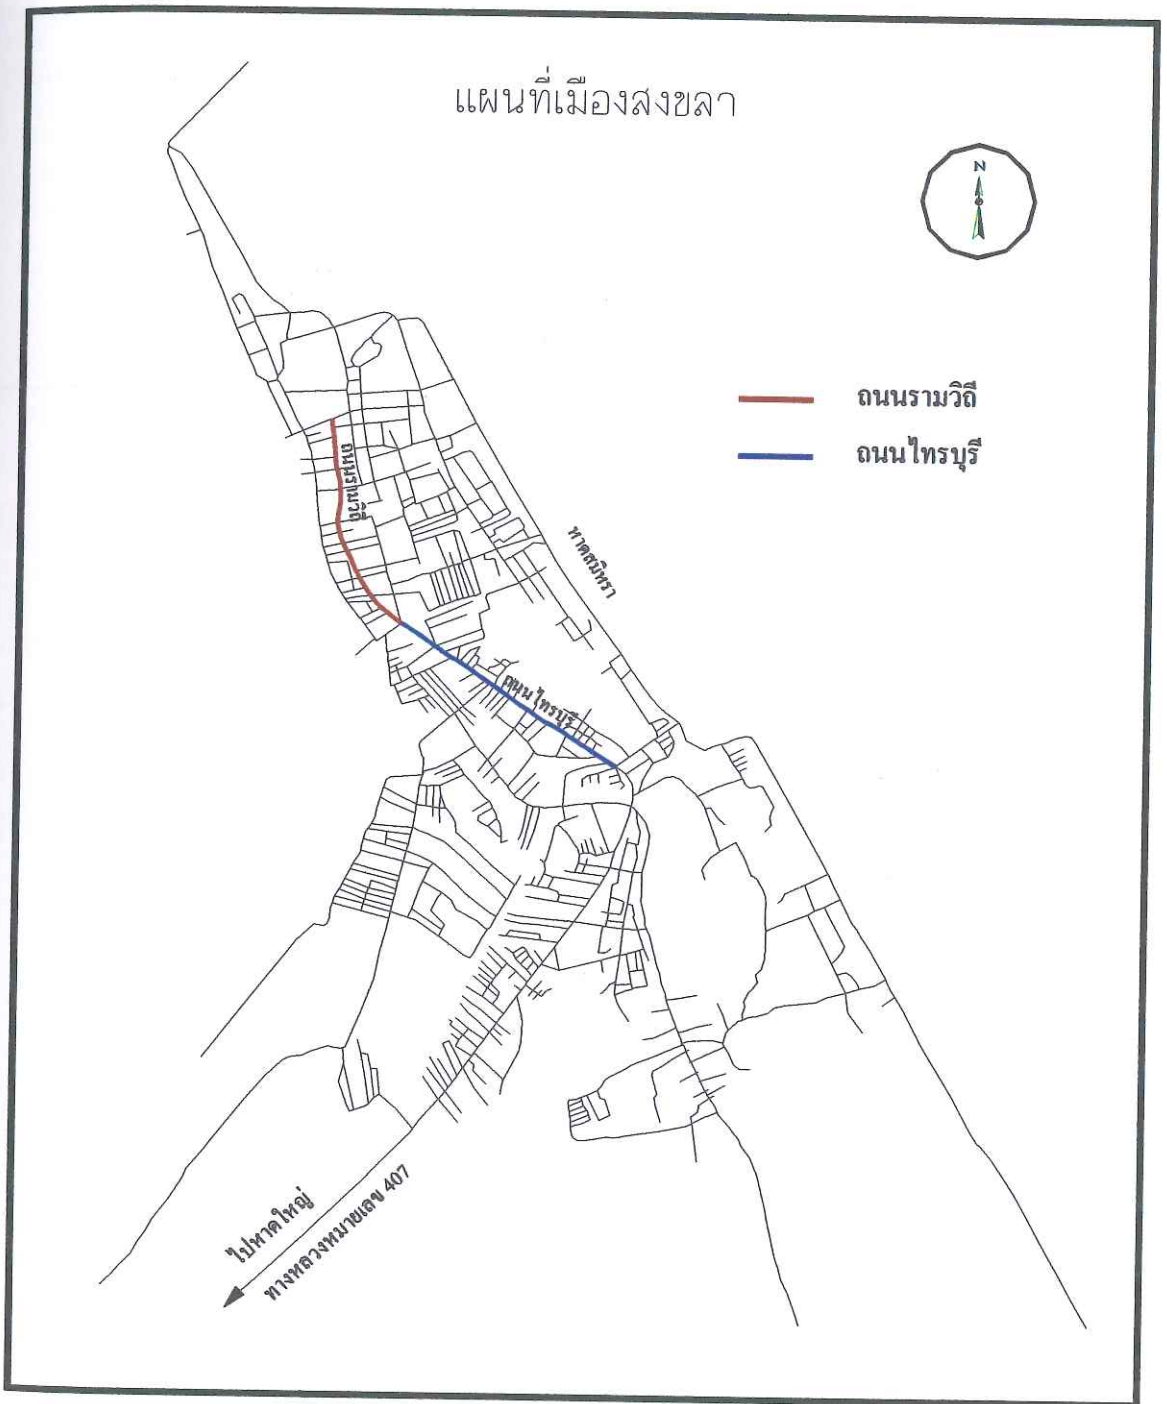 แผนที่เมืองสงขลา
N
ถนนรามวิถี
ถนนไทรบุรี
ถนนรามวิถี
หาดสมิหรา
ถนนไทรบุรี
ไปหาดใหญ่
ทางหลวงหมายเลข 407